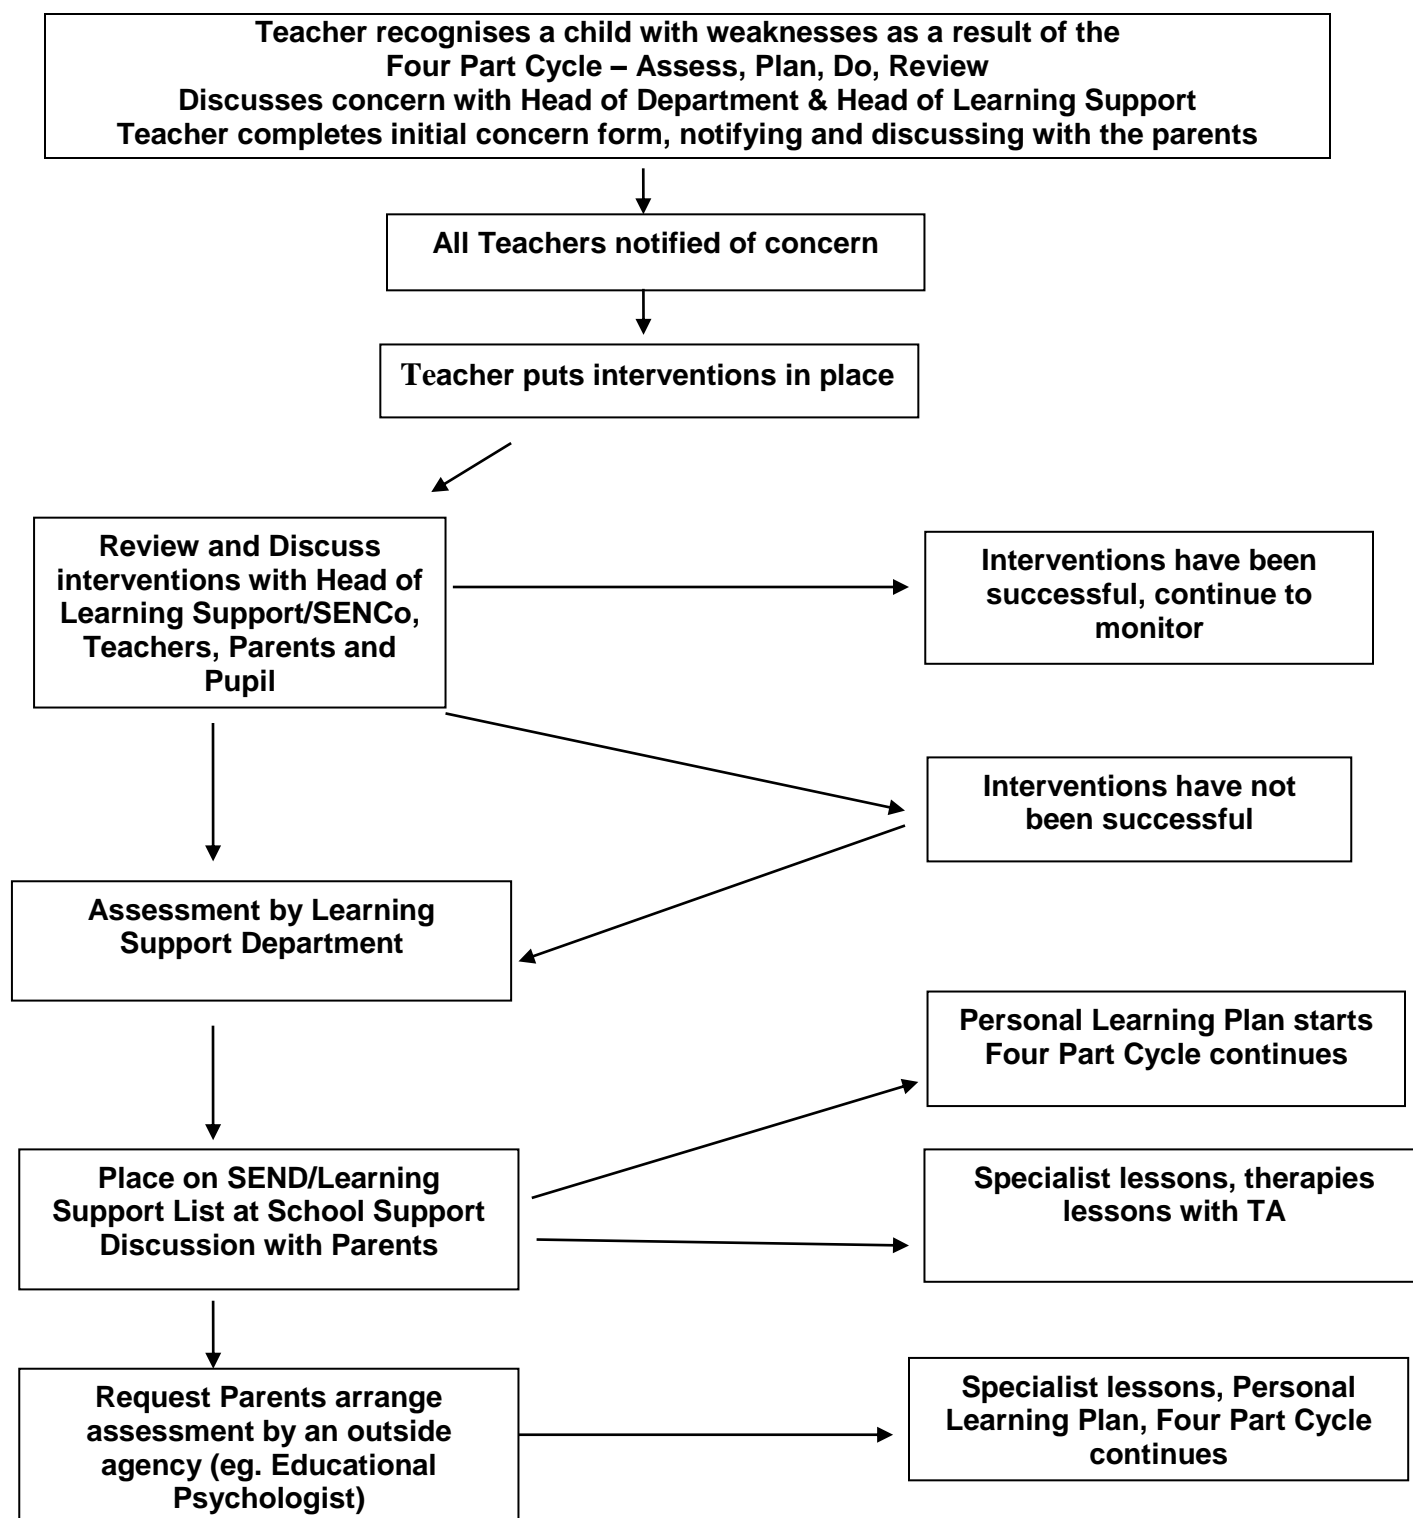 Teacher recognises a child with weaknesses as a result of the
Four Part Cycle – Assess, Plan, Do, Review
Discusses concern with Head of Department & Head of Learning Support
Teacher completes initial concern form, notifying and discussing with the parents
All Teachers notified of concern
Teacher puts interventions in place
Review and Discuss
interventions with Head of
Learning Support/SENCo,
Teachers, Parents and
Pupil
Interventions have been
successful, continue to
monitor
Interventions have not
been successful
Assessment by Learning
Support Department
Personal Learning Plan starts
Four Part Cycle continues
Place on SEND/Learning
Support List at School Support
Discussion with Parents
Specialist lessons, therapies
lessons with TA
Request Parents arrange
assessment by an outside
agency (eg. Educational
Psychologist)
Specialist lessons, Personal
Learning Plan, Four Part Cycle
continues